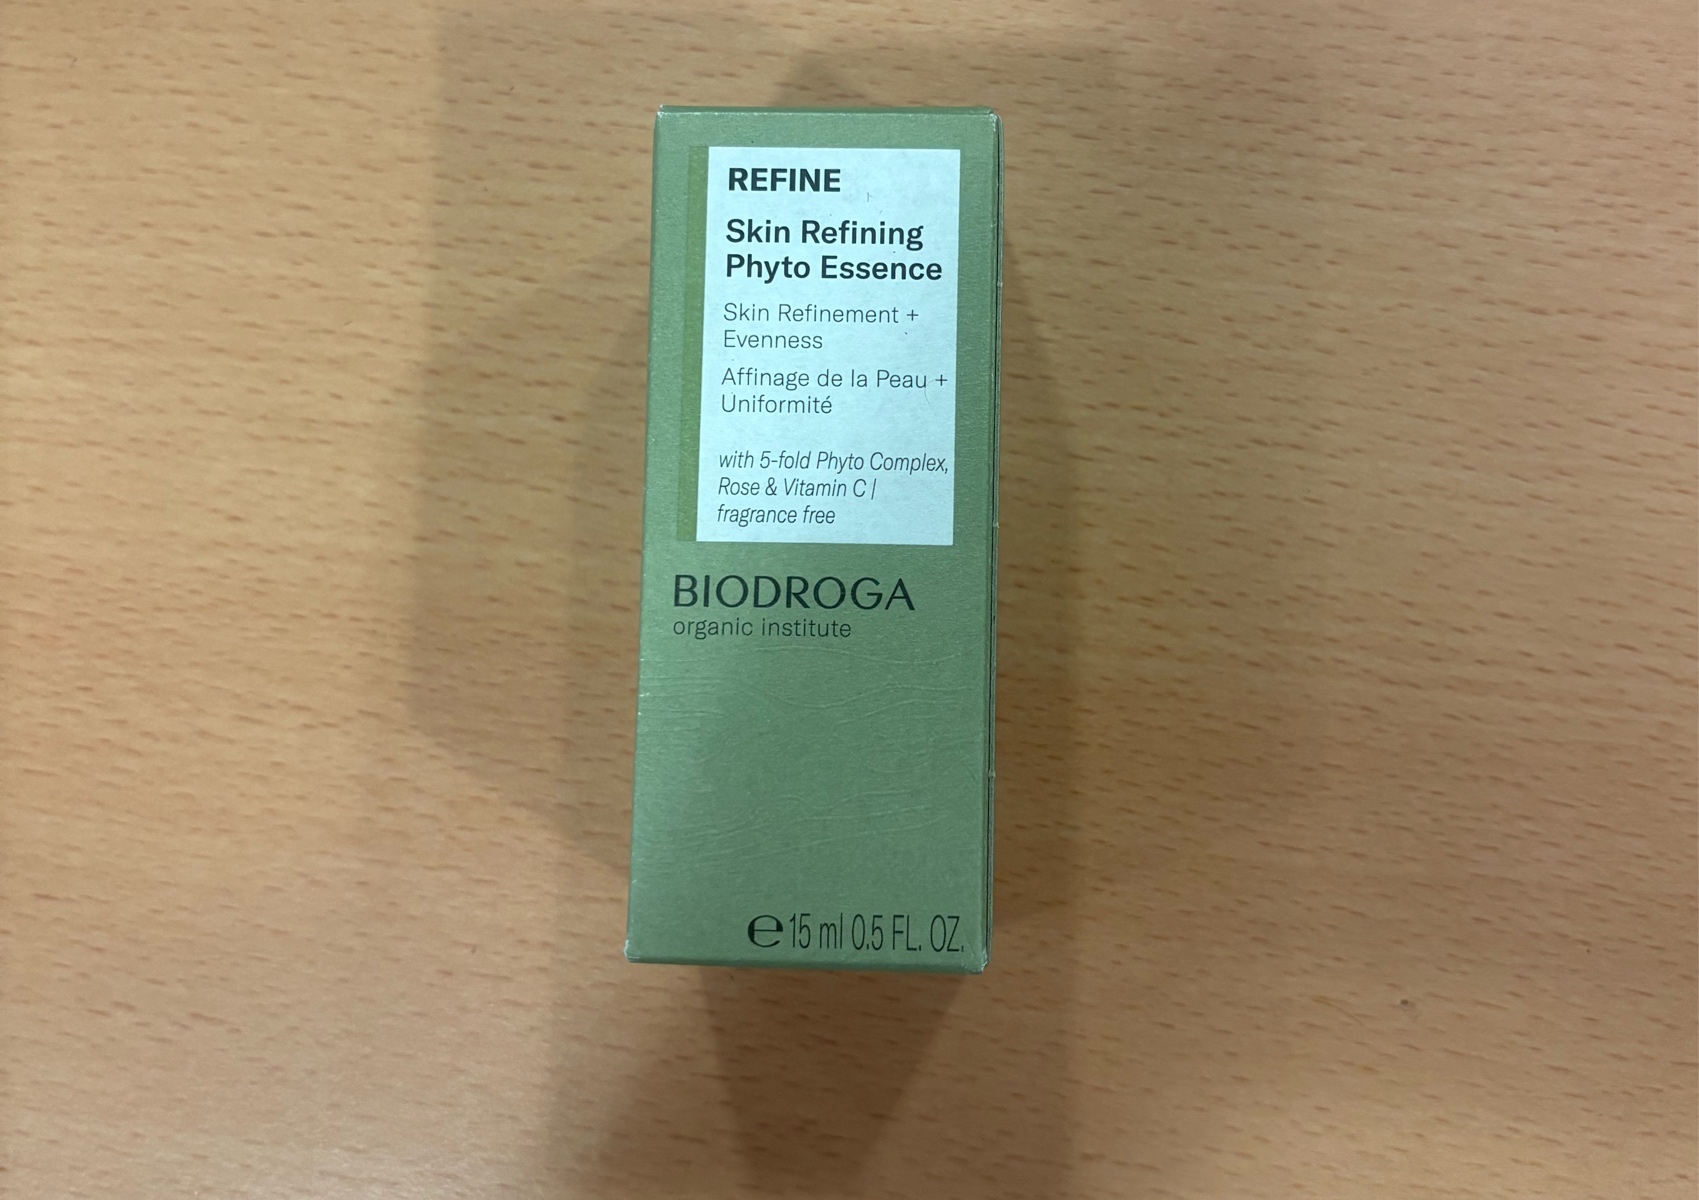 REFINE
Skin Refining
Phyto Essence
Skin Refinement +
Evenness
Affinage de la Peau +
Uniformité
with 5-fold Phyto Complex,
Rose & Vitamin C |
fragrance free
BIODROGA
organic institute
℮ 15 ml 0.5 FL. OZ.